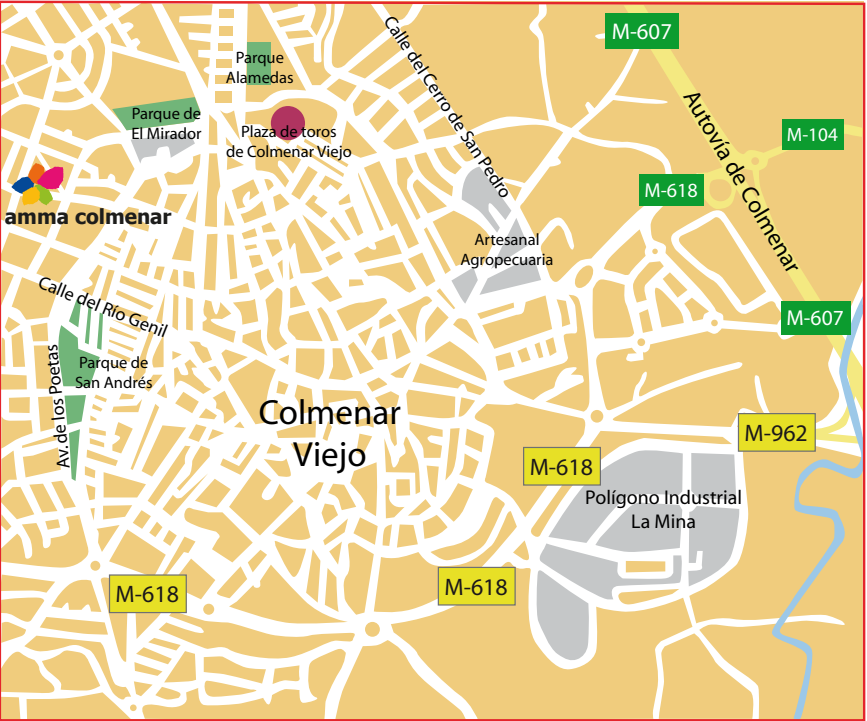 M-607
Calle del Cerro de San Pedro
Parque
Alamedas
Autovía de Colmenar
Parque de
El Mirador
Plaza de toros
de Colmenar Viejo
M-104
M-618
amma colmenar
Artesanal
Agropecuaria
Calle del Río Genil
M-607
Av. de los Poetas
Parque de
San Andrés
Colmenar
Viejo
M-962
M-618
Polígono Industrial
La Mina
M-618
M-618